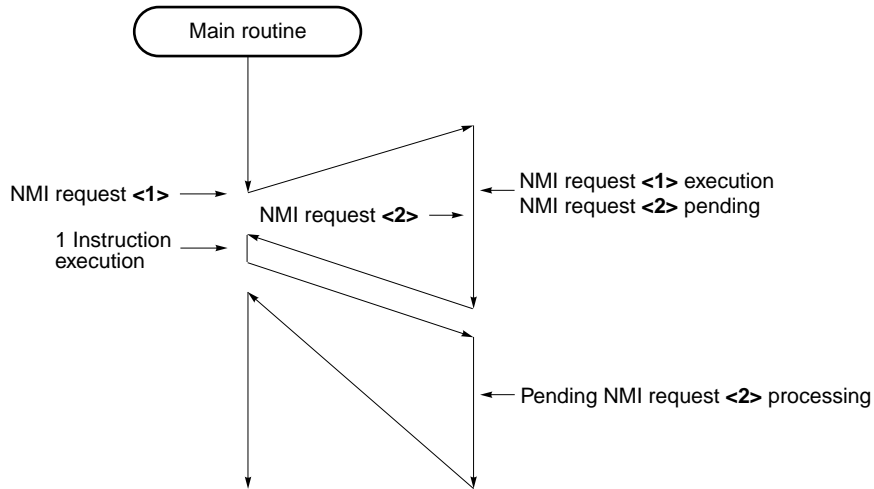 Main routine
NMI request <1>
NMI request <1> execution
NMI request <2> pending
NMI request <2>
1 Instruction
execution
Pending NMI request <2> processing